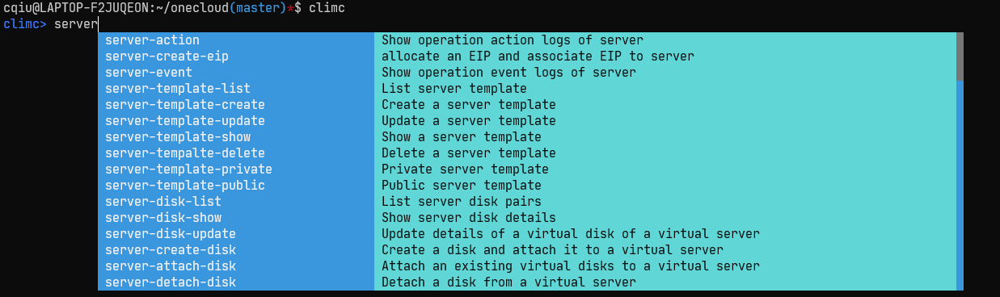 cqiu@LAPTOP-F2JUQEON:~/onecloud(master)*$ climc
climc> server
server-action Show operation action logs of server
server-create-eip allocate an EIP and associate EIP to server
server-event Show operation event logs of server
server-template-list List server template
server-template-create Create a server template
server-template-update Update a server template
server-template-show Show a server template
server-tempalte-delete Delete a server template
server-template-private Private server template
server-template-public Public server template
server-disk-list List server disk pairs
server-disk-show Show server disk details
server-disk-update Update details of a virtual disk of a virtual server
server-create-disk Create a disk and attach it to a virtual server
server-attach-disk Attach an existing virtual disks to a virtual server
server-detach-disk Detach a disk from a virtual server